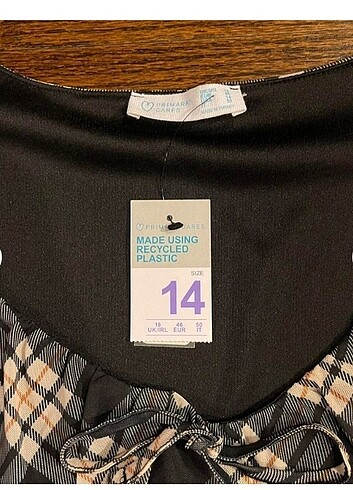 PRIMARK
CARES
PRIMARK CARES
MADE USING
RECYCLED
PLASTIC
SIZE
14
18 46 50
UK/IRL EUR IT